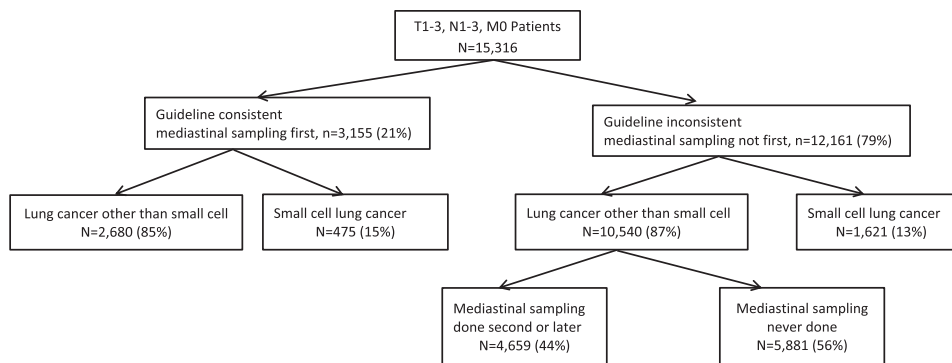 T1-3, N1-3, M0 Patients
N=15,316
Guideline consistent
mediastinal sampling first, n=3,155 (21%)
Guideline inconsistent
mediastinal sampling not first, n=12,161 (79%)
Lung cancer other than small cell
N=2,680 (85%)
Small cell lung cancer
N=475 (15%)
Lung cancer other than small cell
N=10,540 (87%)
Small cell lung cancer
N=1,621 (13%)
Mediastinal sampling
done second or later
N=4,659 (44%)
Mediastinal sampling
never done
N=5,881 (56%)